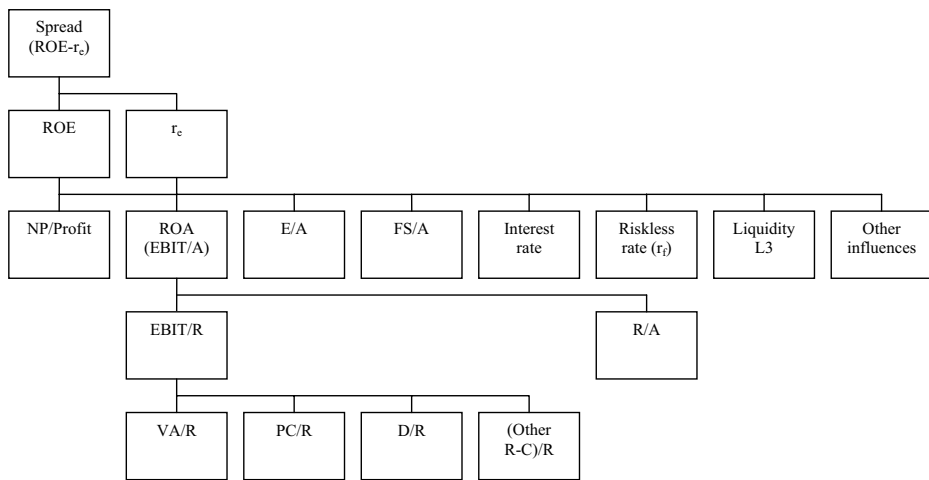 Spread
(ROE-rₑ)
ROE
rₑ
NP/Profit
ROA
(EBIT/A)
E/A
FS/A
Interest
rate
Riskless
rate (r_f)
Liquidity
L3
Other
influences
EBIT/R
R/A
VA/R
PC/R
D/R
(Other
R-C)/R